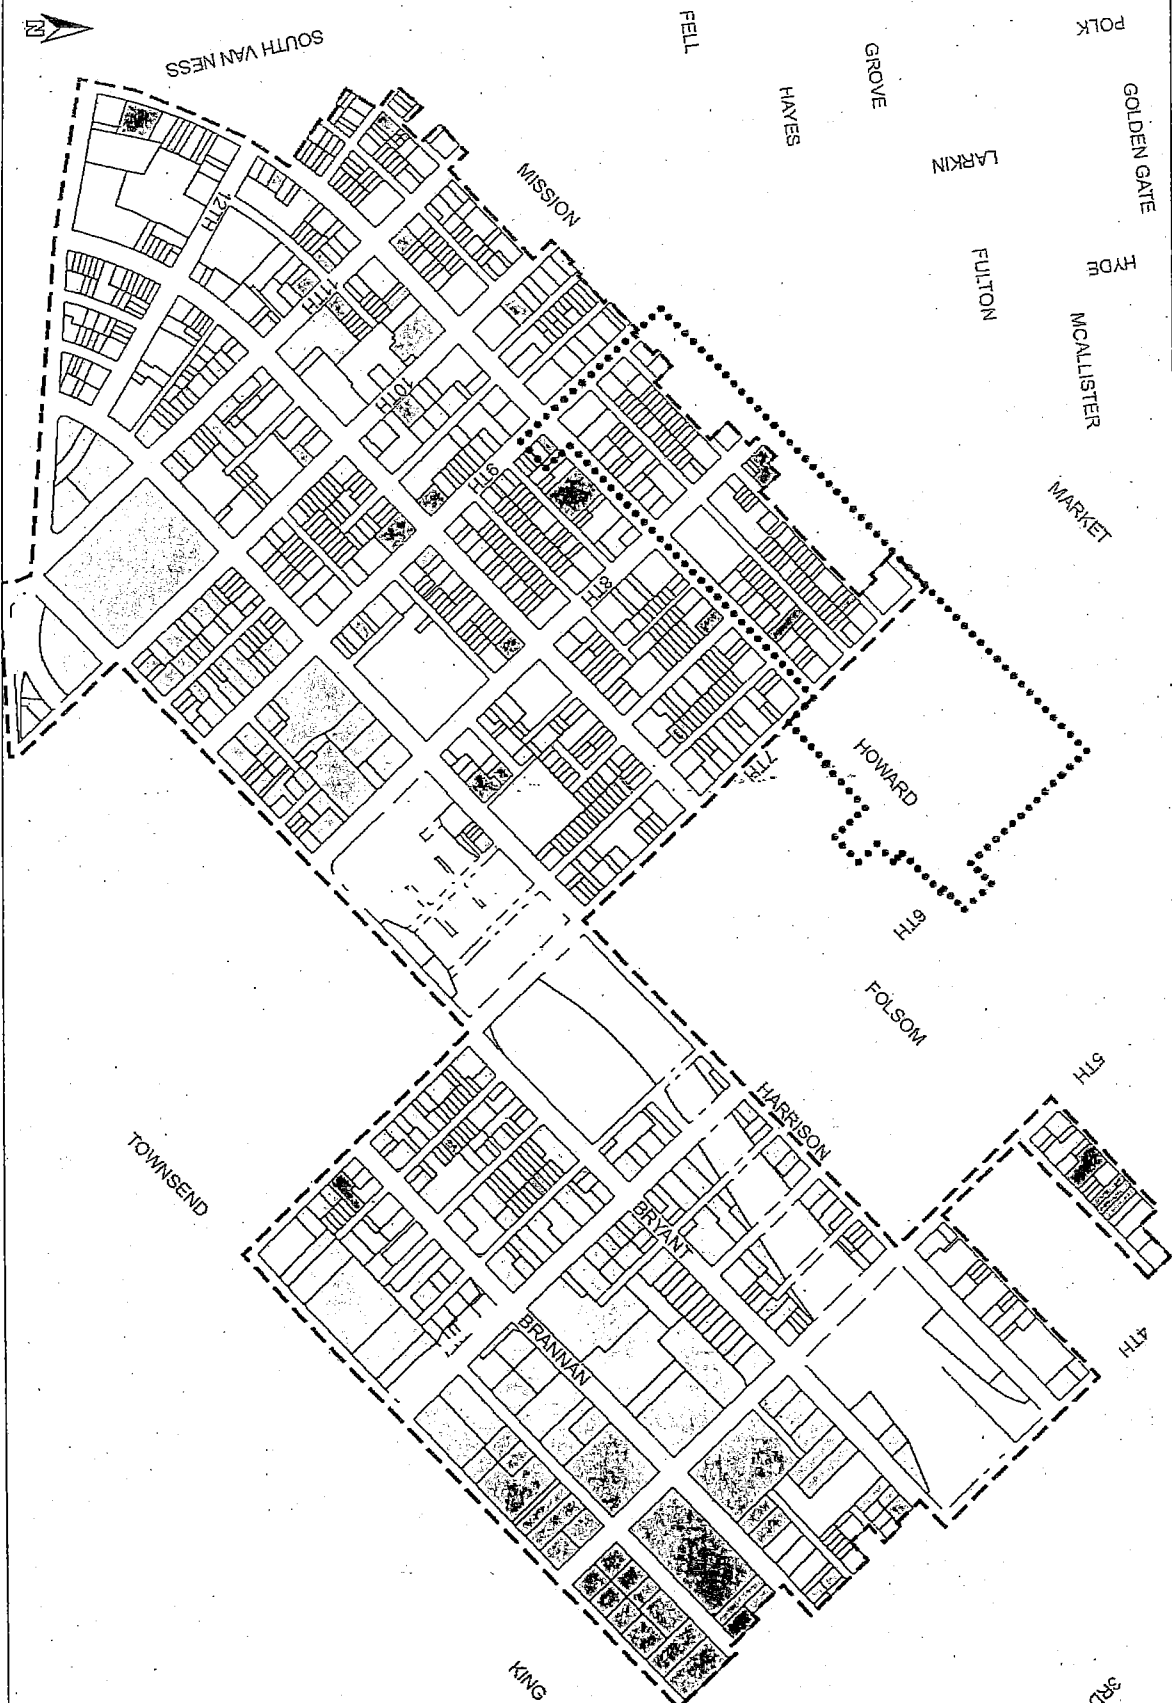 N
SOUTH VAN NESS
FELL
POLK
GROVE
HAYES
GOLDEN GATE
LARKIN
MISSION
12TH
HYDE
FULTON
11TH
MCALLISTER
10TH
9TH
MARKET
8TH
7TH
HOWARD
6TH
FOLSOM
5TH
HARRISON
TOWNSEND
BRYANT
BRANNAN
4TH
KING